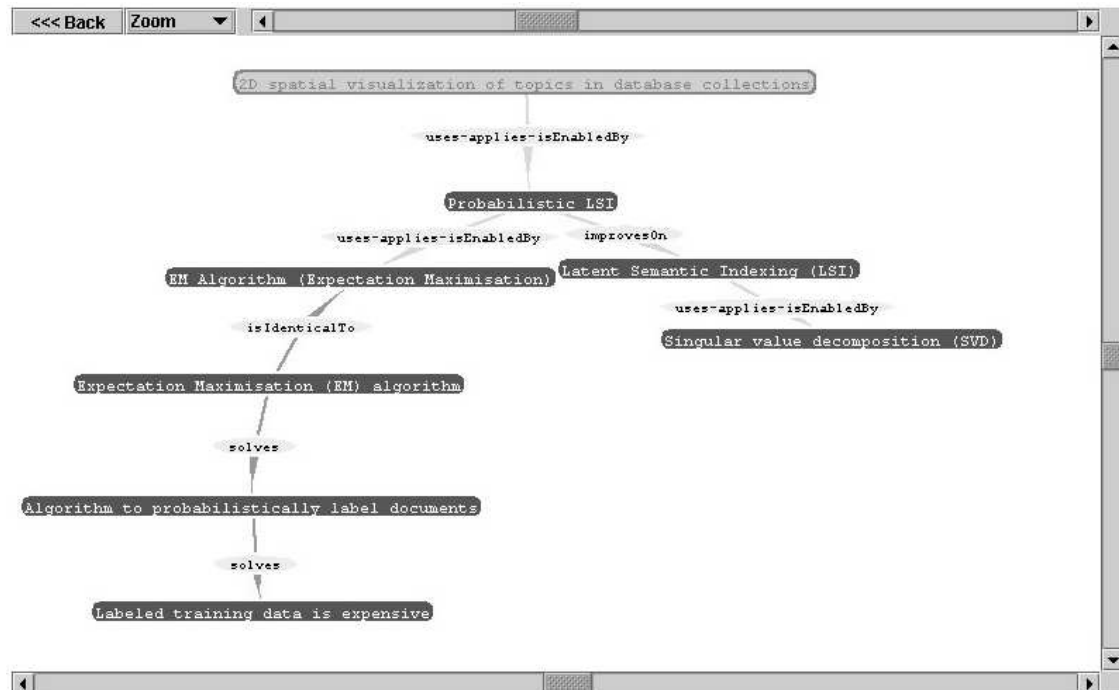 <<< Back Zoom
2D spatial visualization of topics in database collections
uses-applies-isEnabledBy
Probabilistic LSI
uses-applies-isEnabledBy improvesOn
EM Algorithm (Expectation Maximisation) Latent Semantic Indexing (LSI)
isIdenticalTo uses-applies-isEnabledBy
Singular value decomposition (SVD)
Expectation Maximisation (EM) algorithm
solves
Algorithm to probabilistically label documents
solves
Labeled training data is expensive